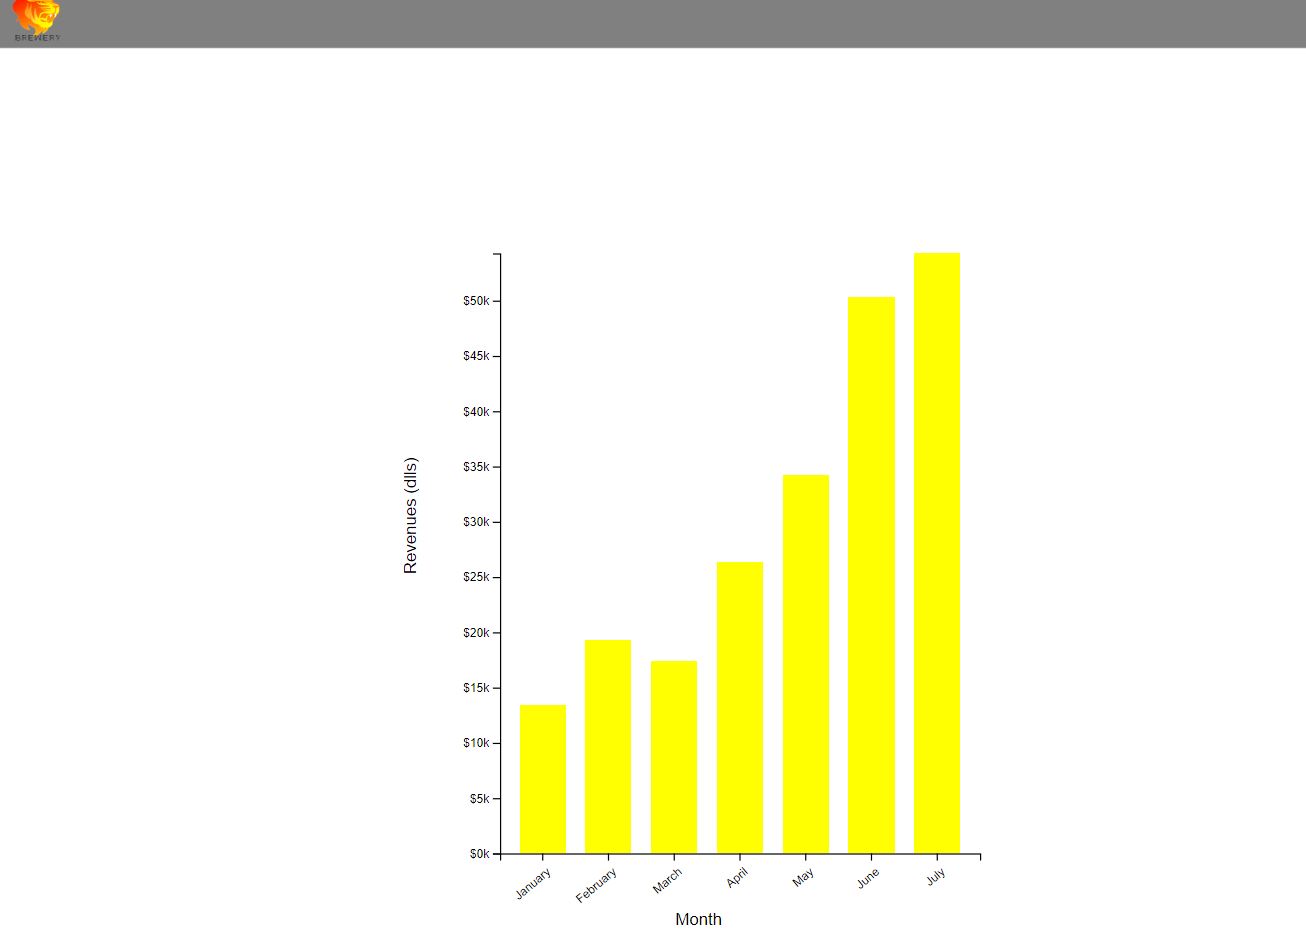 BREWERY
$50k
$45k
$40k
$35k
$30k
$25k
$20k
$15k
$10k
$5k
$0k
Revenues (dlls)
January
February
March
April
May
June
July
Month